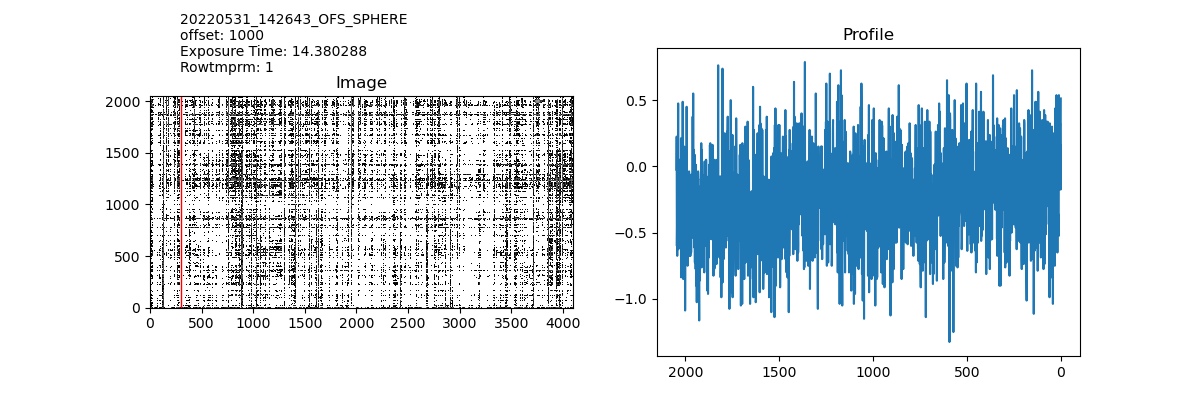 20220531_142643_OFS_SPHERE
offset: 1000
Exposure Time: 14.380288
Rowtmprm: 1
Image
2000
1500
1000
500
0
0 500 1000 1500 2000 2500 3000 3500 4000
Profile
0.5
0.0
−0.5
−1.0
2000 1500 1000 500 0